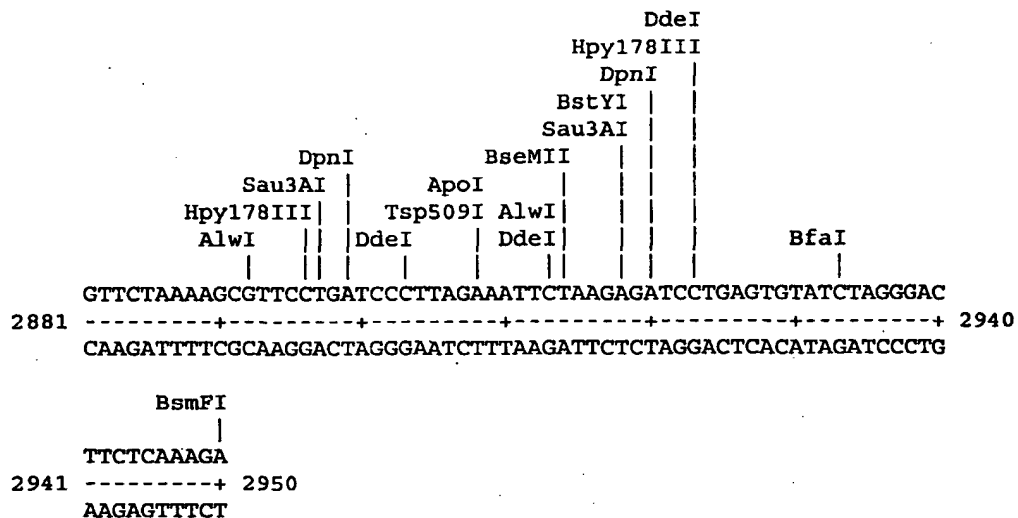 DdeI
Hpy178III
DpnI
BstYI
Sau3AI
DpnI BseMII
Sau3AI ApoI
Hpy178III Tsp509I AlwI
AlwI DdeI DdeI BfaI
GTTCTAAAAGCGTTCCTGATCCCTTAGAAATTCTAAGAGATCCTGAGTGTATCTAGGGAC
2881 ---------+---------+---------+---------+---------+---------+ 2940
CAAGATTTTCGCAAGGACTAGGGAATCTTTAAGATTCTCTAGGACTCACATAGATCCCTG
BsmFI
TTCTCAAAGA
2941 ---------+ 2950
AAGAGTTTCT